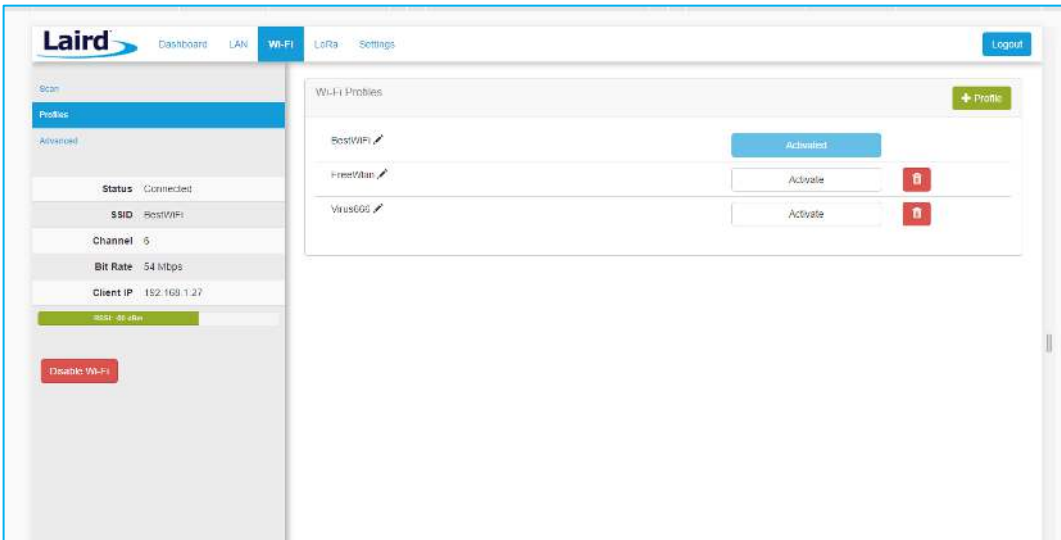 Laird Dashboard LAN Wi-Fi LoRa Settings Logout
Scan
Profiles
Advanced
Status Connected
SSID BestWiFi
Channel 6
Bit Rate 54 Mbps
Client IP 192.168.1.27
Disable Wi-Fi
Wi-Fi Profiles + Profile
BestWiFi Activated
FreeWlan Activate
Virus666 Activate